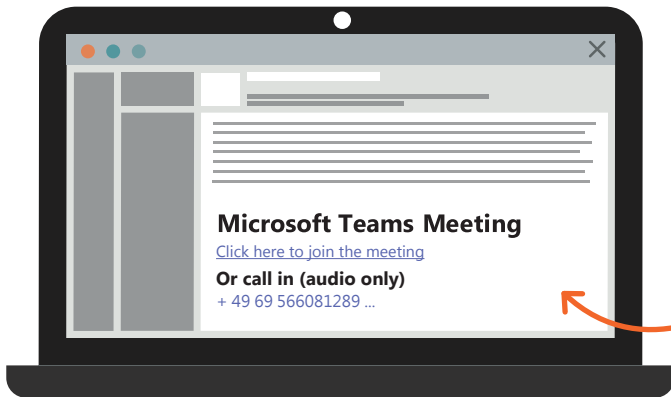 Microsoft Teams Meeting
Click here to join the meeting
Or call in (audio only)
+ 49 69 566081289 ...